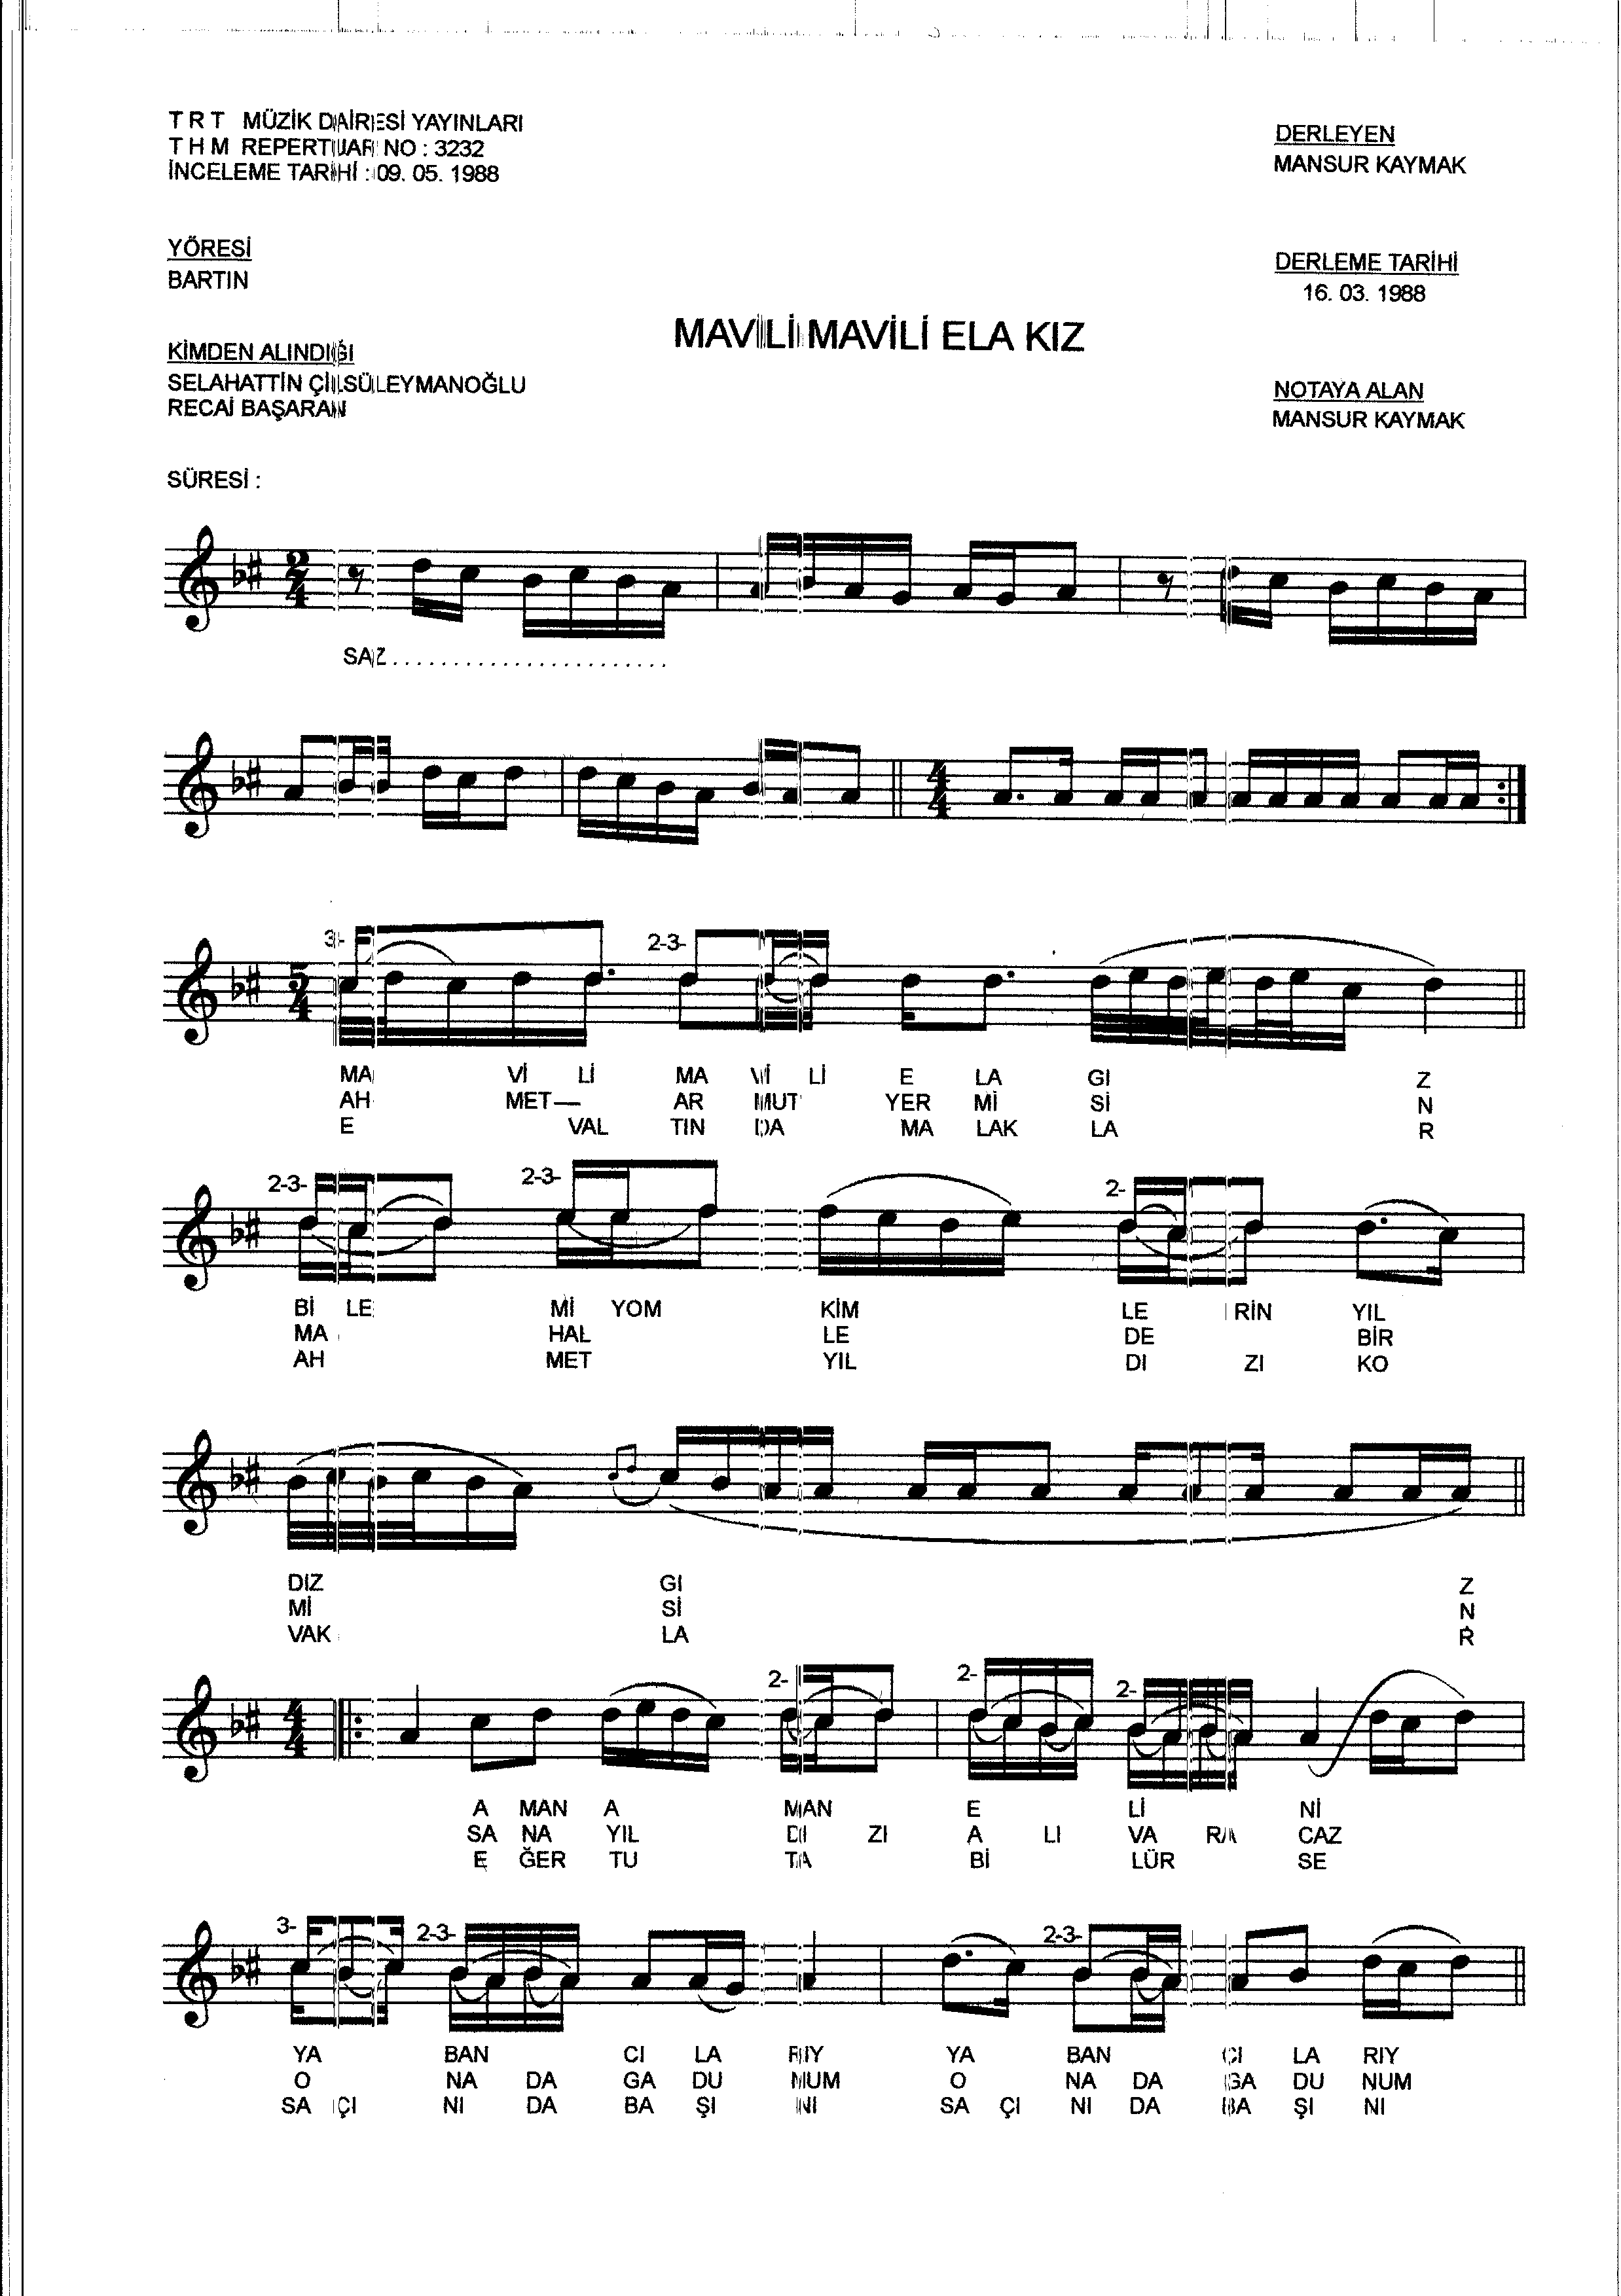 T R T MÜZİK DAİRESİ YAYINLARI
T H M REPERTUAR NO : 3232
İNCELEME TARİHİ : 09. 05. 1988
DERLEYEN
MANSUR KAYMAK
YÖRESİ
BARTIN
DERLEME TARİHİ
16. 03. 1988
MAVİLİ MAVİLİ ELA KIZ
KİMDEN ALINDIĞI
SELAHATTİN ÇİLSÜLEYMANOĞLU
RECAİ BAŞARAN
NOTAYA ALAN
MANSUR KAYMAK
SÜRESİ :
2 4
SAZ . . . . . . . . . . . . . . . . . . . . . . .
4 4
3- 2-3-
5 4
MA Vİ Lİ MA Vİ Lİ E LA GI Z
AH MET— AR MUT YER Mİ Sİ N
E VAL TIN DA MA LAK LA R
2-3- 2-3- 2-
Bİ LE Mİ YOM KİM LE RİN YIL
MA HAL LE DE BİR
AH MET YIL DI ZI KO
DIZ GI Z
Mİ Sİ N
VAK LA R
2- 2- 2-
4 4
A MAN A MAN E Lİ Nİ
SA NA YIL DI ZI A LI VA RA CAZ
E ĞER TU TA Bİ LÜR SE
3- 2-3- 2-3-
YA BAN CI LA RIY YA BAN CI LA RIY
O NA DA GA DU NUM O NA DA GA DU NUM
SA ÇI NI DA BA ŞI NI SA ÇI NI DA BA ŞI NI